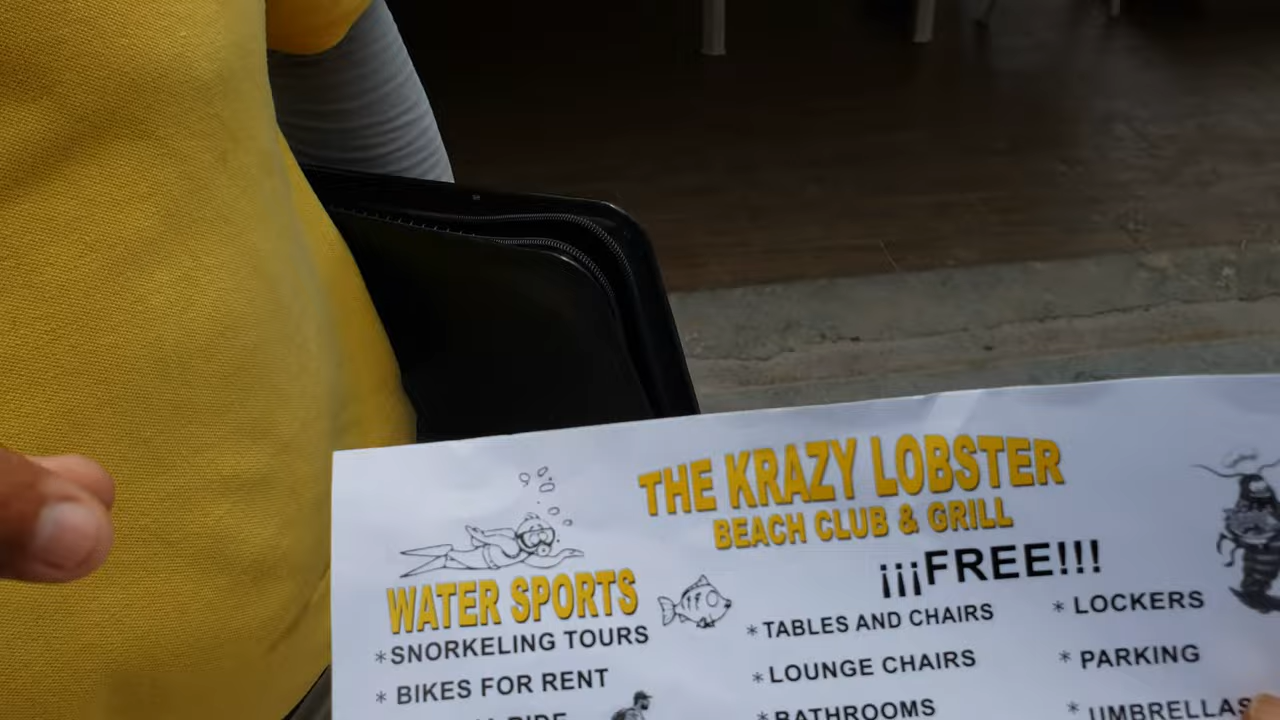 THE KRAZY LOBSTER
BEACH CLUB & GRILL
¡¡¡FREE!!!
WATER SPORTS
*SNORKELING TOURS
* BIKES FOR RENT
RIDE
*TABLES AND CHAIRS
*LOUNGE CHAIRS
*BATHROOMS
* LOCKERS
* PARKING
* UMBRELLAS